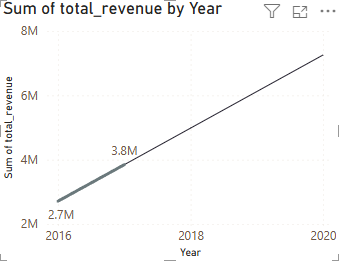 Sum of total_revenue by Year
8M
6M
4M
2M
Sum of total_revenue
3.8M
2.7M
2016
2018
2020
Year